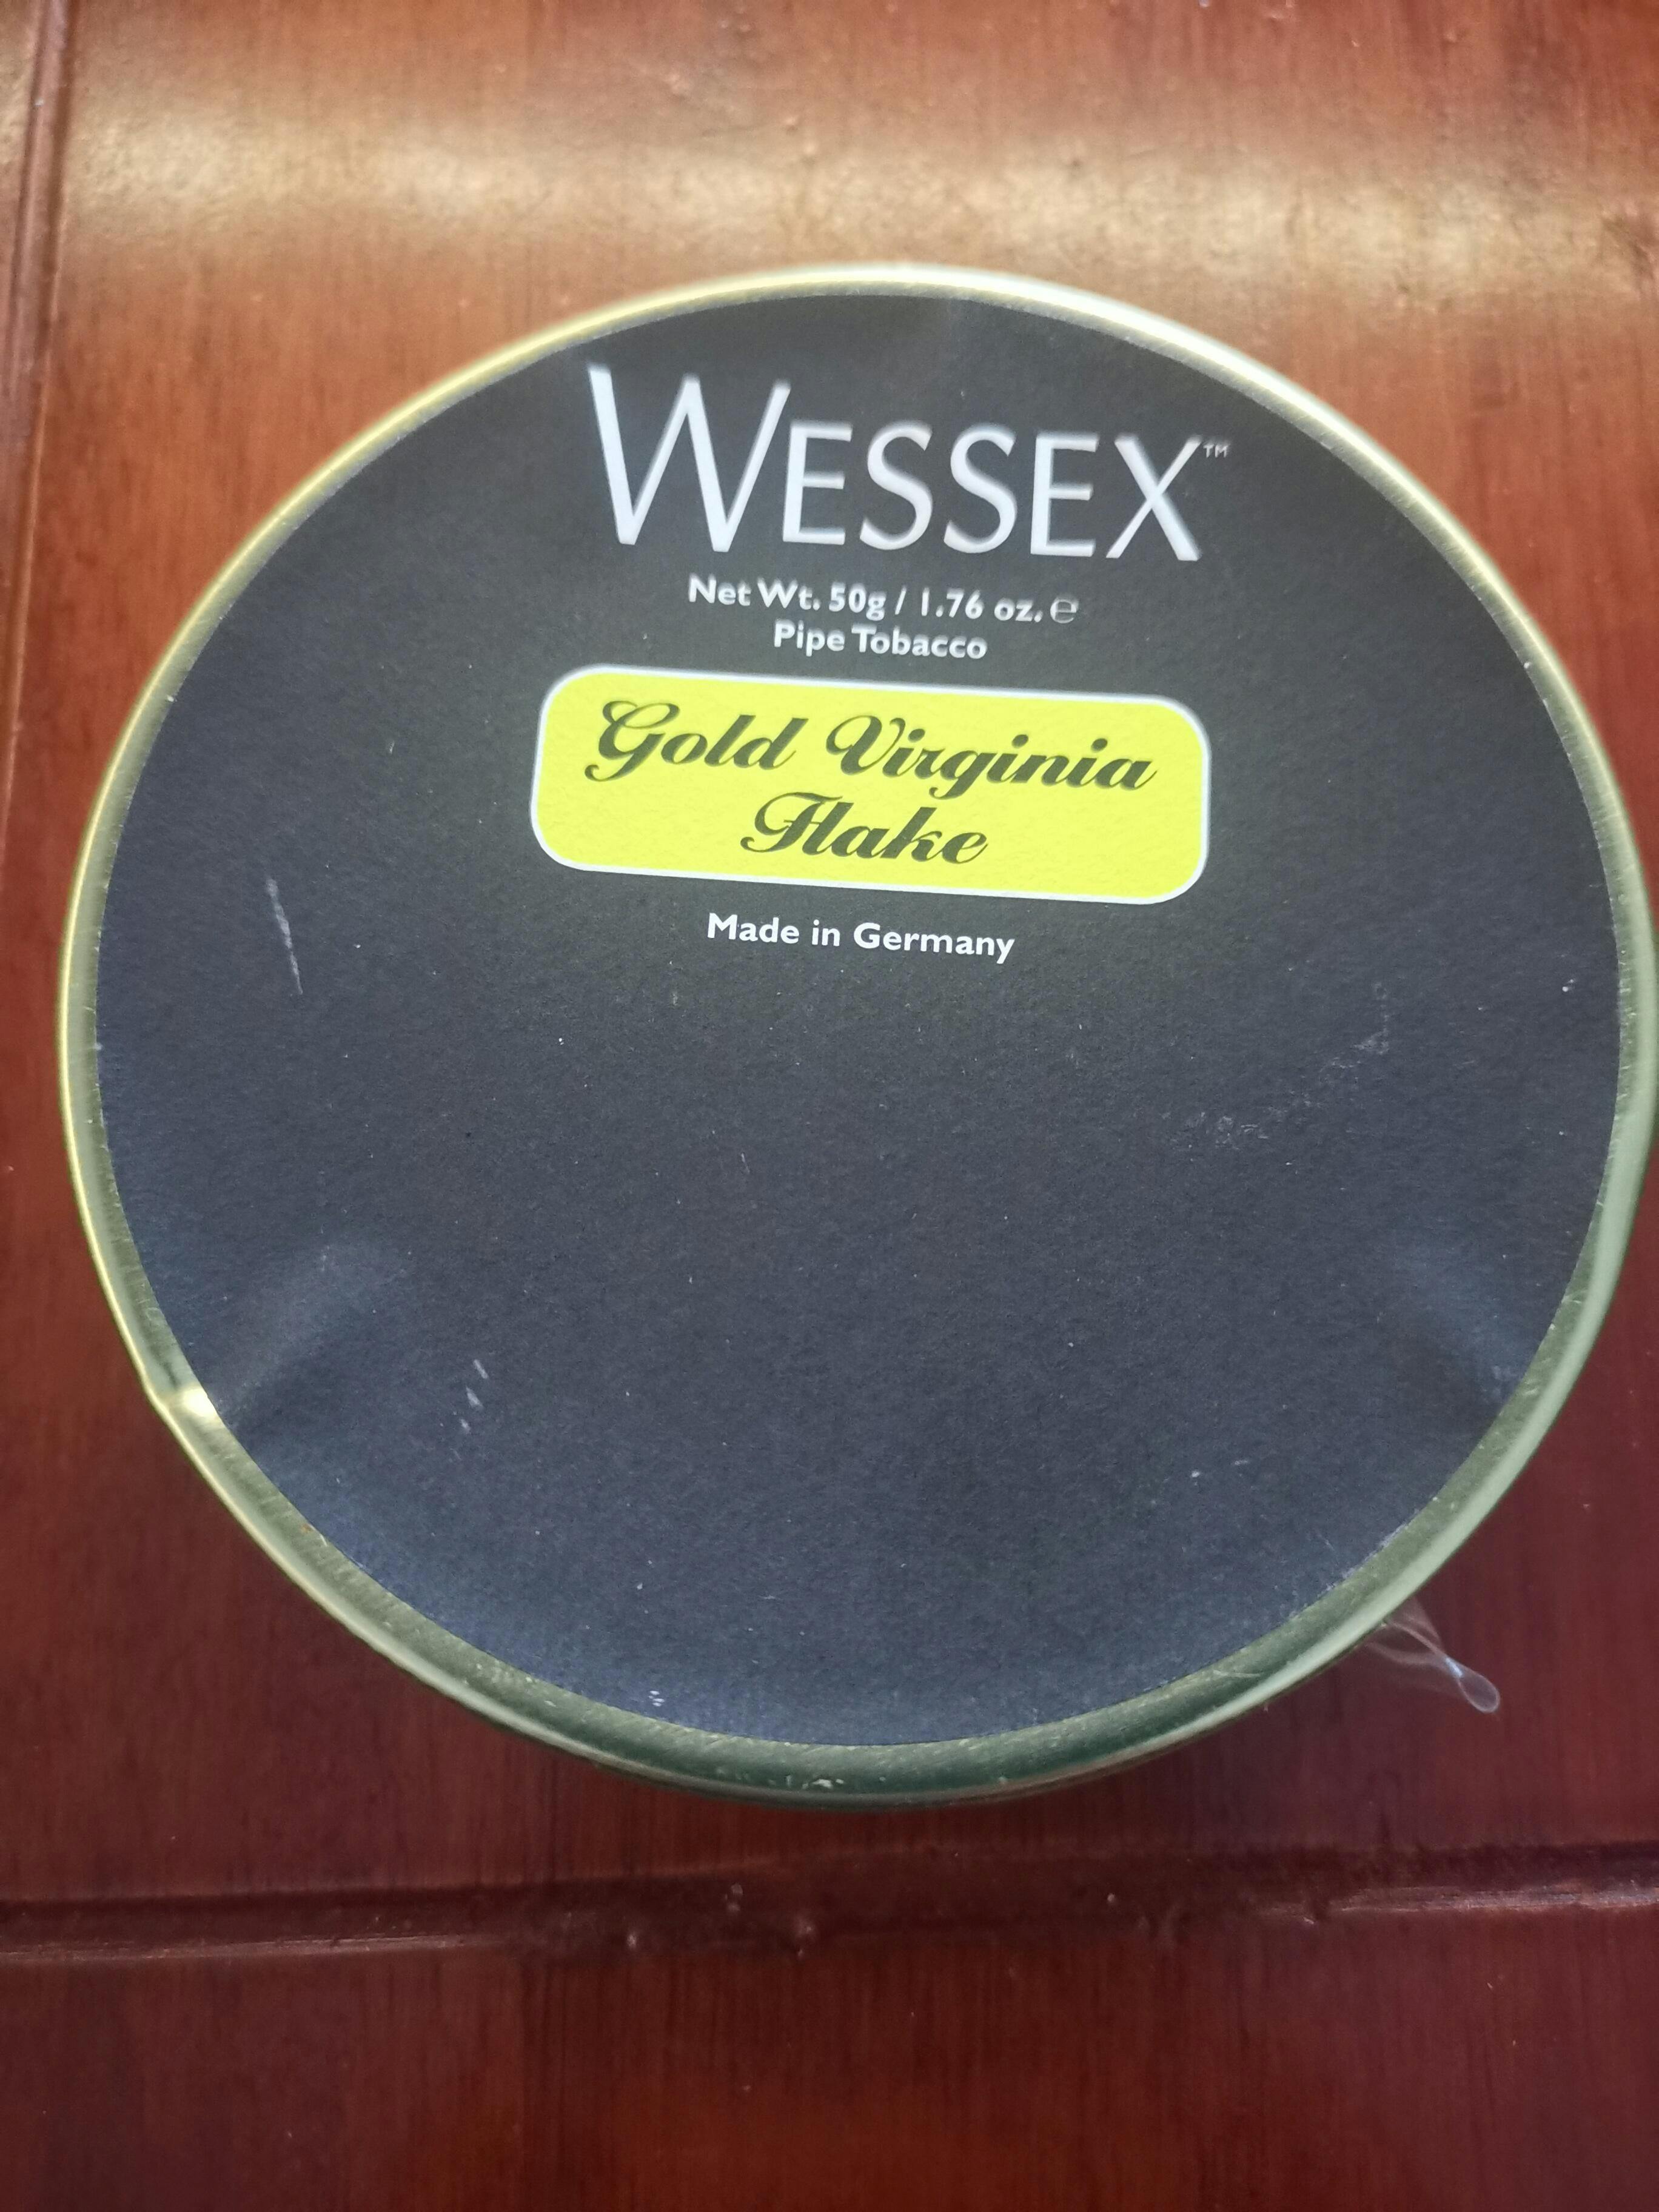 WESSEX™
Net Wt. 50g / 1.76 oz. ℮
Pipe Tobacco
Gold Virginia
Flake
Made in Germany